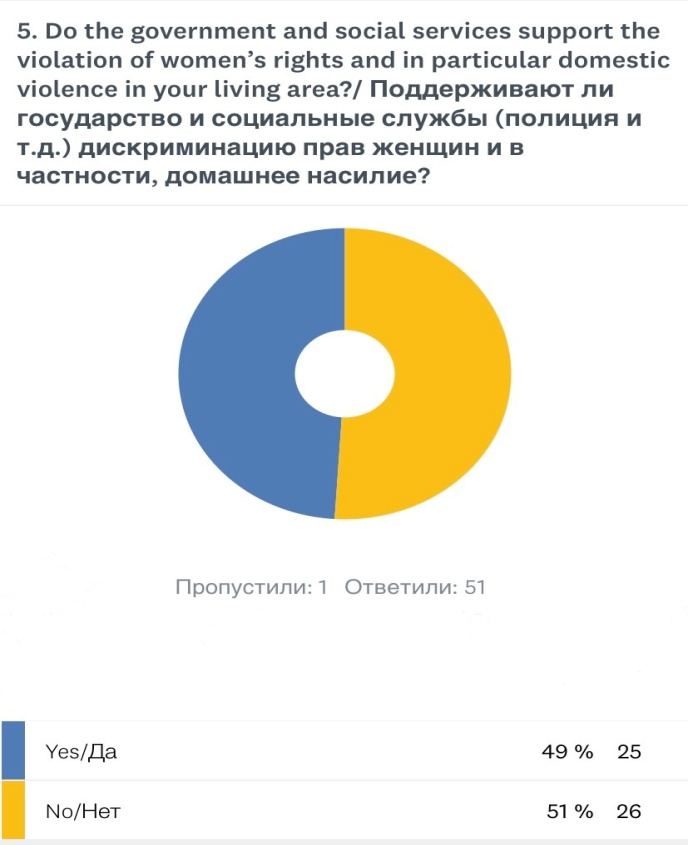 5. Do the government and social services support the
violation of women’s rights and in particular domestic
violence in your living area?/ Поддерживают ли
государство и социальные службы (полиция и
т.д.) дискриминацию прав женщин и в
частности, домашнее насилие?
Пропустили: 1 Ответили: 51
Yes/Да 49 % 25
No/Нет 51 % 26